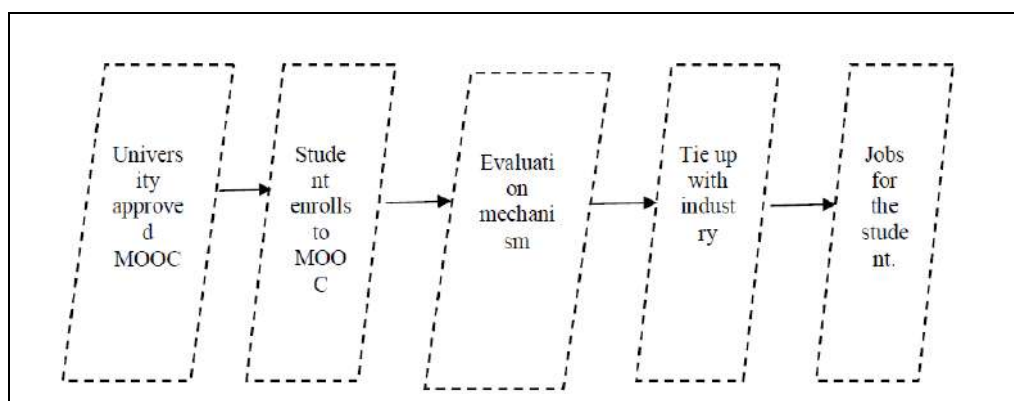 Univers
ity
approve
d
MOOC
Stude
nt
enrolls
to
MOO
C
Evaluati
on
mechani
sm
Tie up
with
indust
ry
Jobs
for
the
stude
nt.